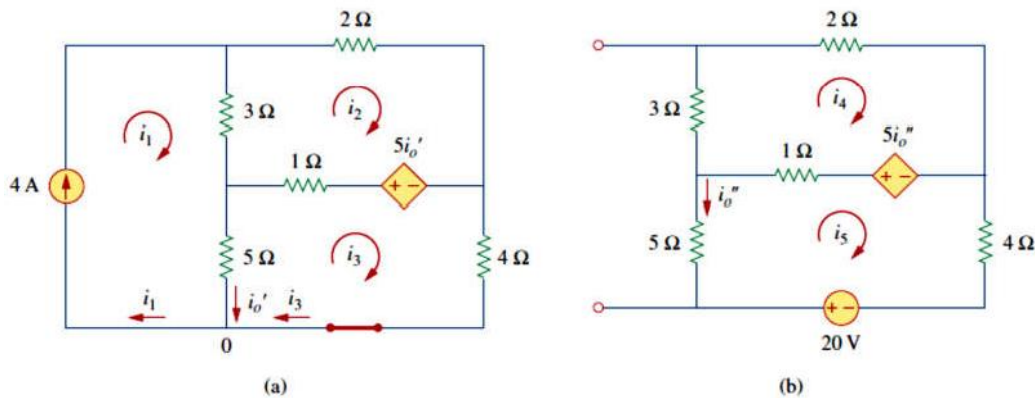 2 Ω
2 Ω
3 Ω
i₂
3 Ω
i₄
i₁
5iₒ′
5iₒ″
1 Ω
1 Ω
4 A
iₒ″
5 Ω
i₃
4 Ω
5 Ω
i₅
4 Ω
i₁
iₒ′
i₃
0
20 V
(a)
(b)
+ −
+ −
+ −